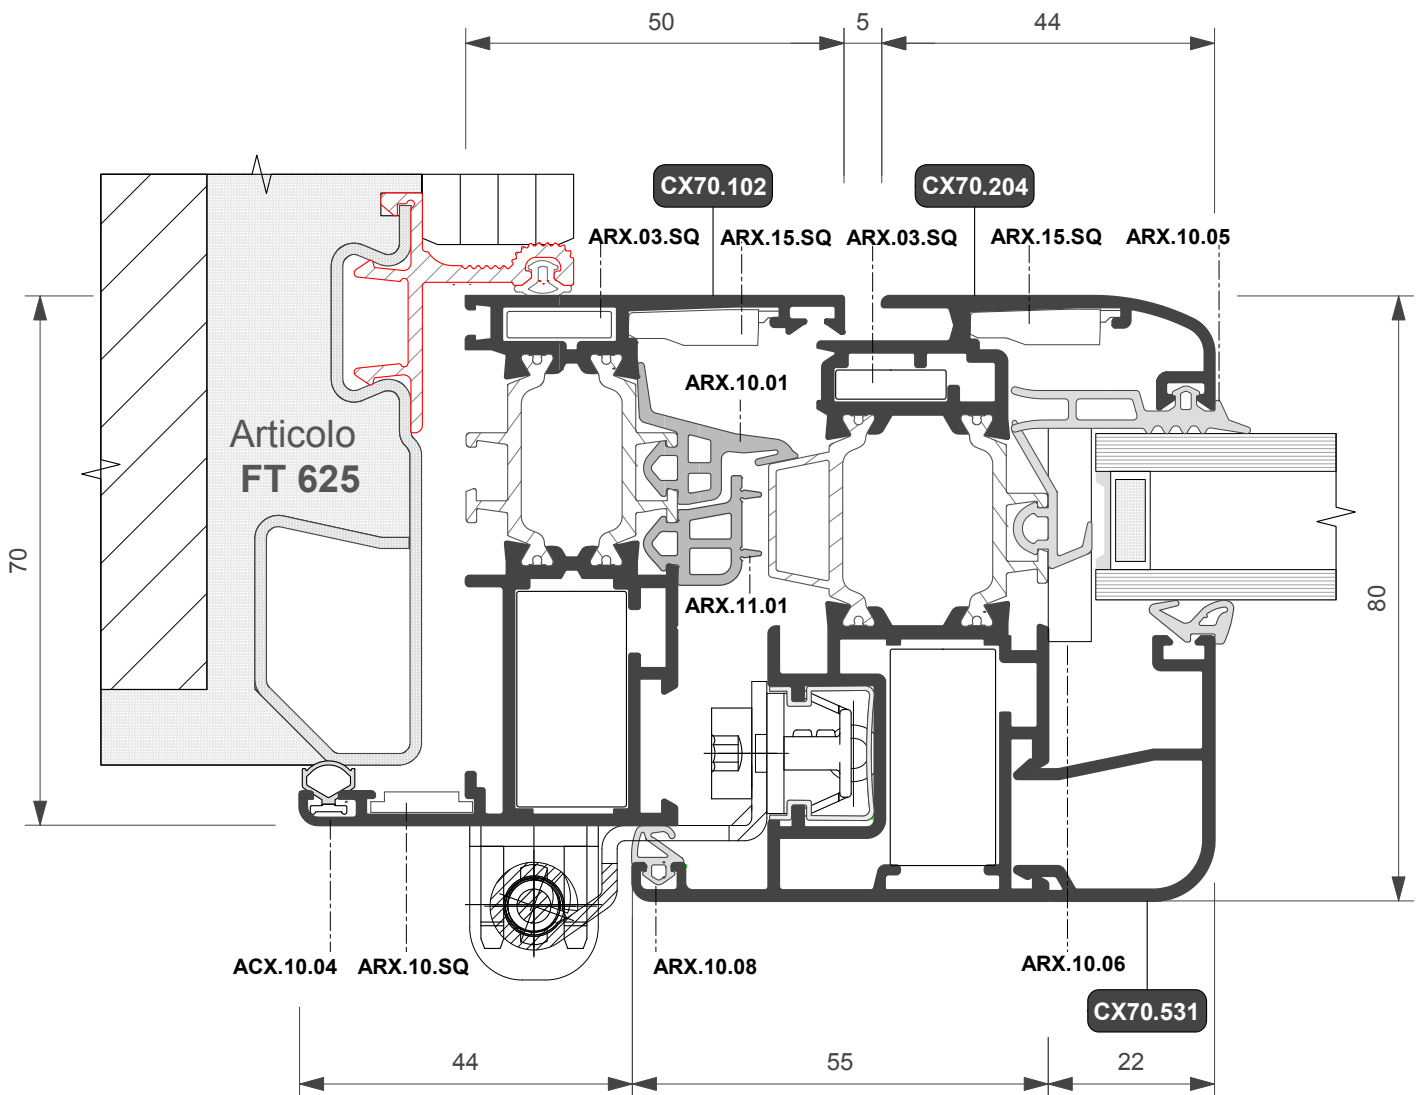 50
5
44
CX70.102
CX70.204
ARX.03.SQ
ARX.15.SQ
ARX.03.SQ
ARX.15.SQ
ARX.10.05
ARX.10.01
Articolo
FT 625
70
80
ARX.11.01
ACX.10.04
ARX.10.SQ
ARX.10.08
ARX.10.06
CX70.531
44
55
22